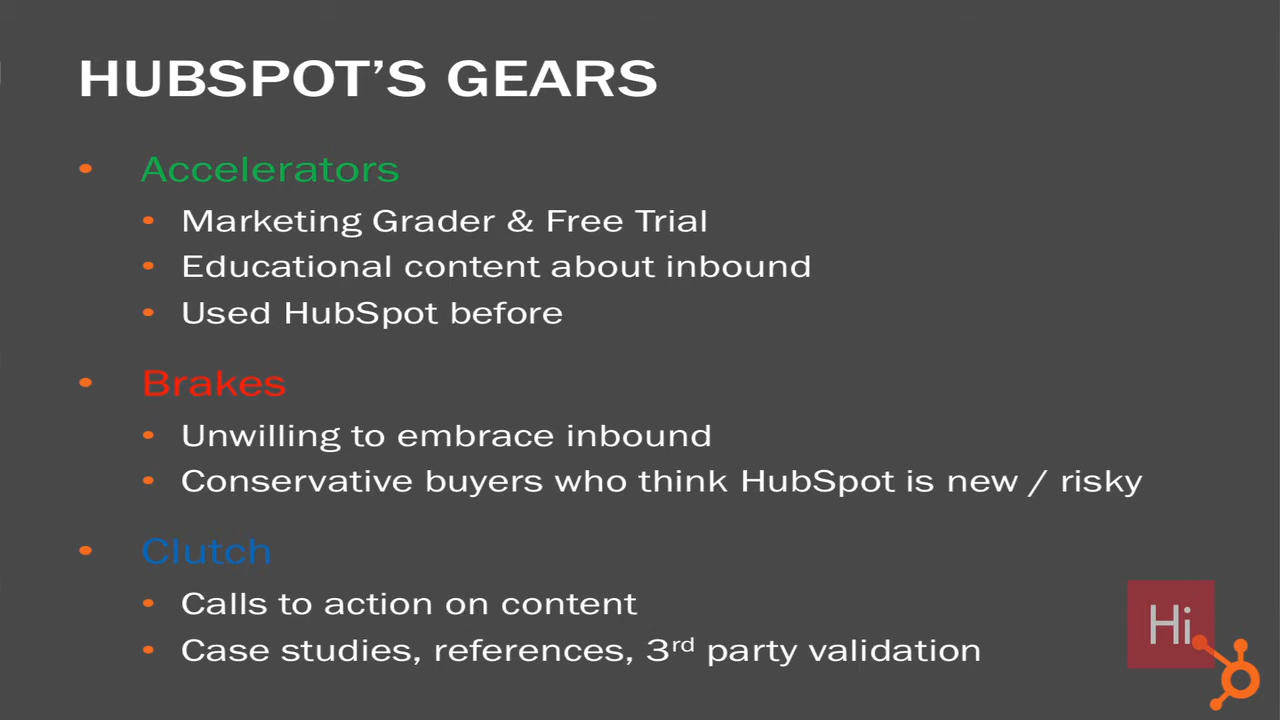 HUBSPOT’S GEARS
• Accelerators
• Marketing Grader & Free Trial
• Educational content about inbound
• Used HubSpot before
• Brakes
• Unwilling to embrace inbound
• Conservative buyers who think HubSpot is new / risky
• Clutch
• Calls to action on content
• Case studies, references, 3rd party validation
Hi